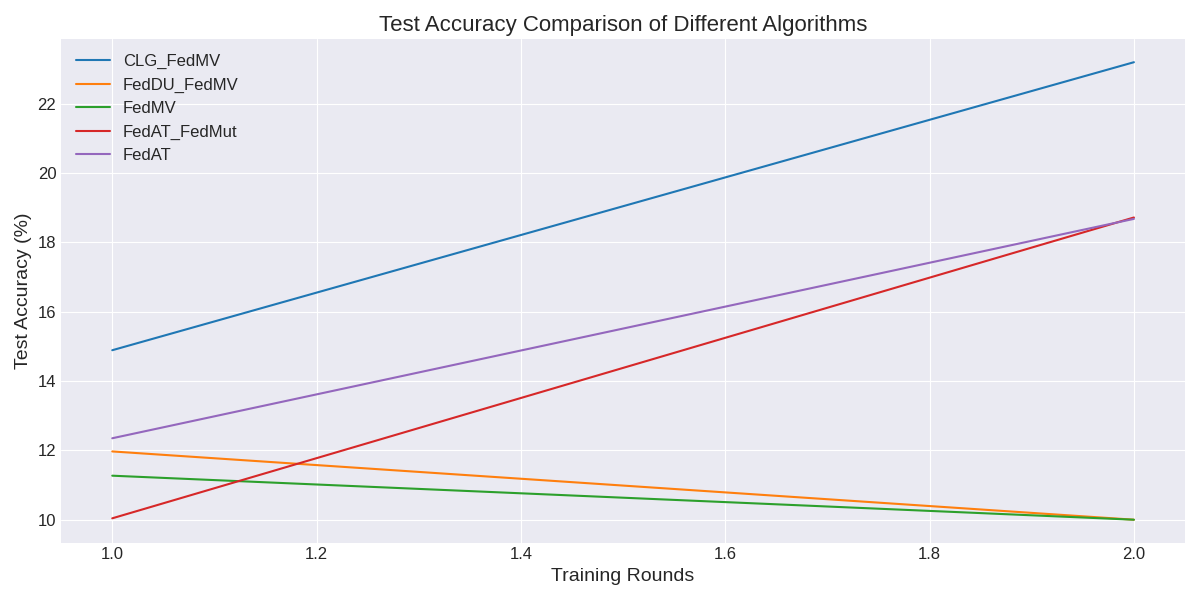 Test Accuracy Comparison of Different Algorithms
CLG_FedMV
FedDU_FedMV
FedMV
FedAT_FedMut
FedAT
Test Accuracy (%)
22
20
18
16
14
12
10
1.0 1.2 1.4 1.6 1.8 2.0
Training Rounds